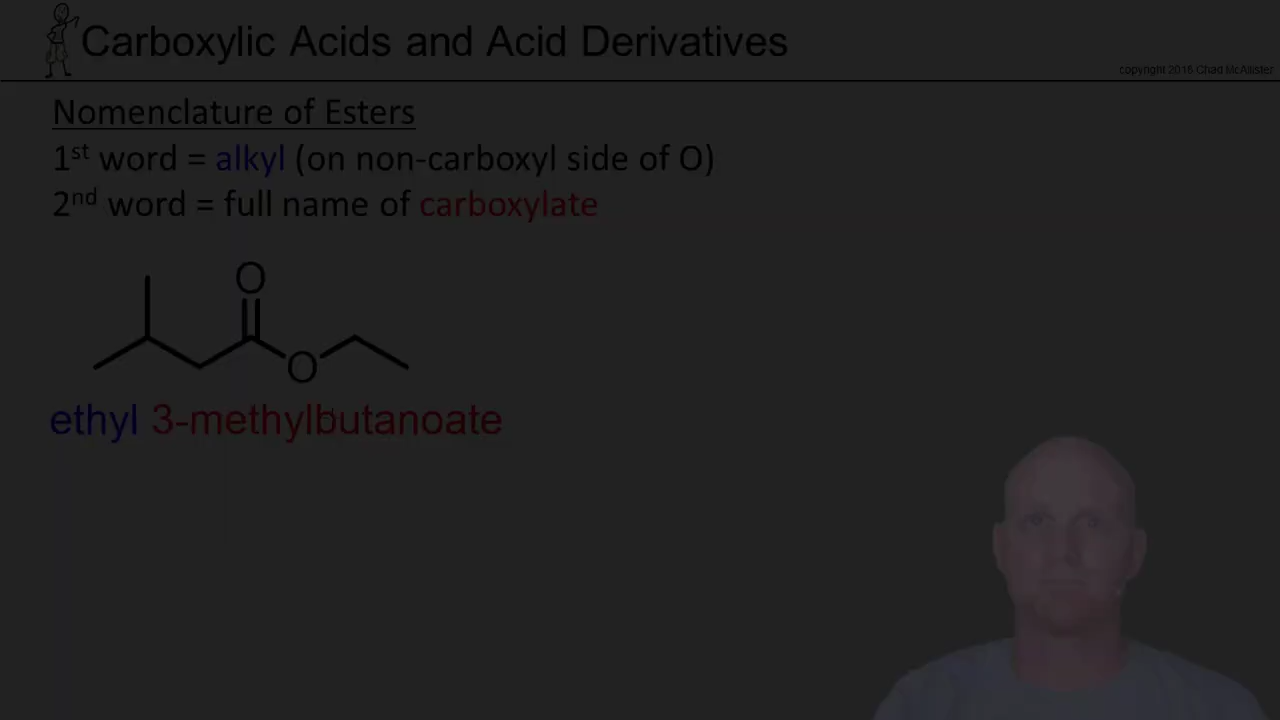 Carboxylic Acids and Acid Derivatives
copyright 2016 Chad McAllister
Nomenclature of Esters
1st word = alkyl (on non-carboxyl side of O)
2nd word = full name of carboxylate
O
O
ethyl 3-methylbutanoate